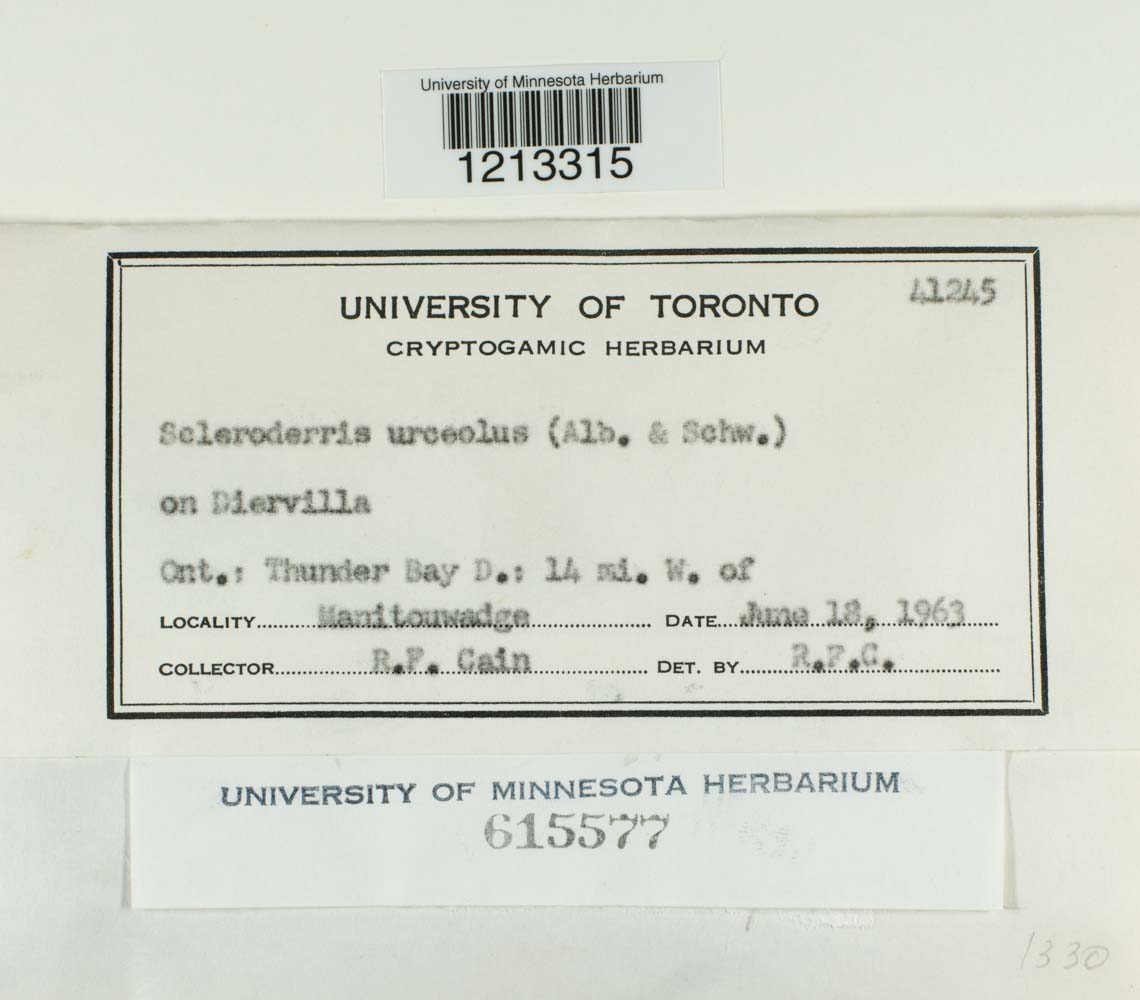 University of Minnesota Herbarium
1213315
UNIVERSITY OF TORONTO
41245
CRYPTOGAMIC HERBARIUM
Scleroderris urceolus (Alb. & Schw.)
on Diervilla
Ont.: Thunder Bay D.: 14 mi. W. of
LOCALITY Manitouwadge DATE June 18, 1963
COLLECTOR R.F. Cain DET. BY R.F.C.
UNIVERSITY OF MINNESOTA HERBARIUM
615577
1330